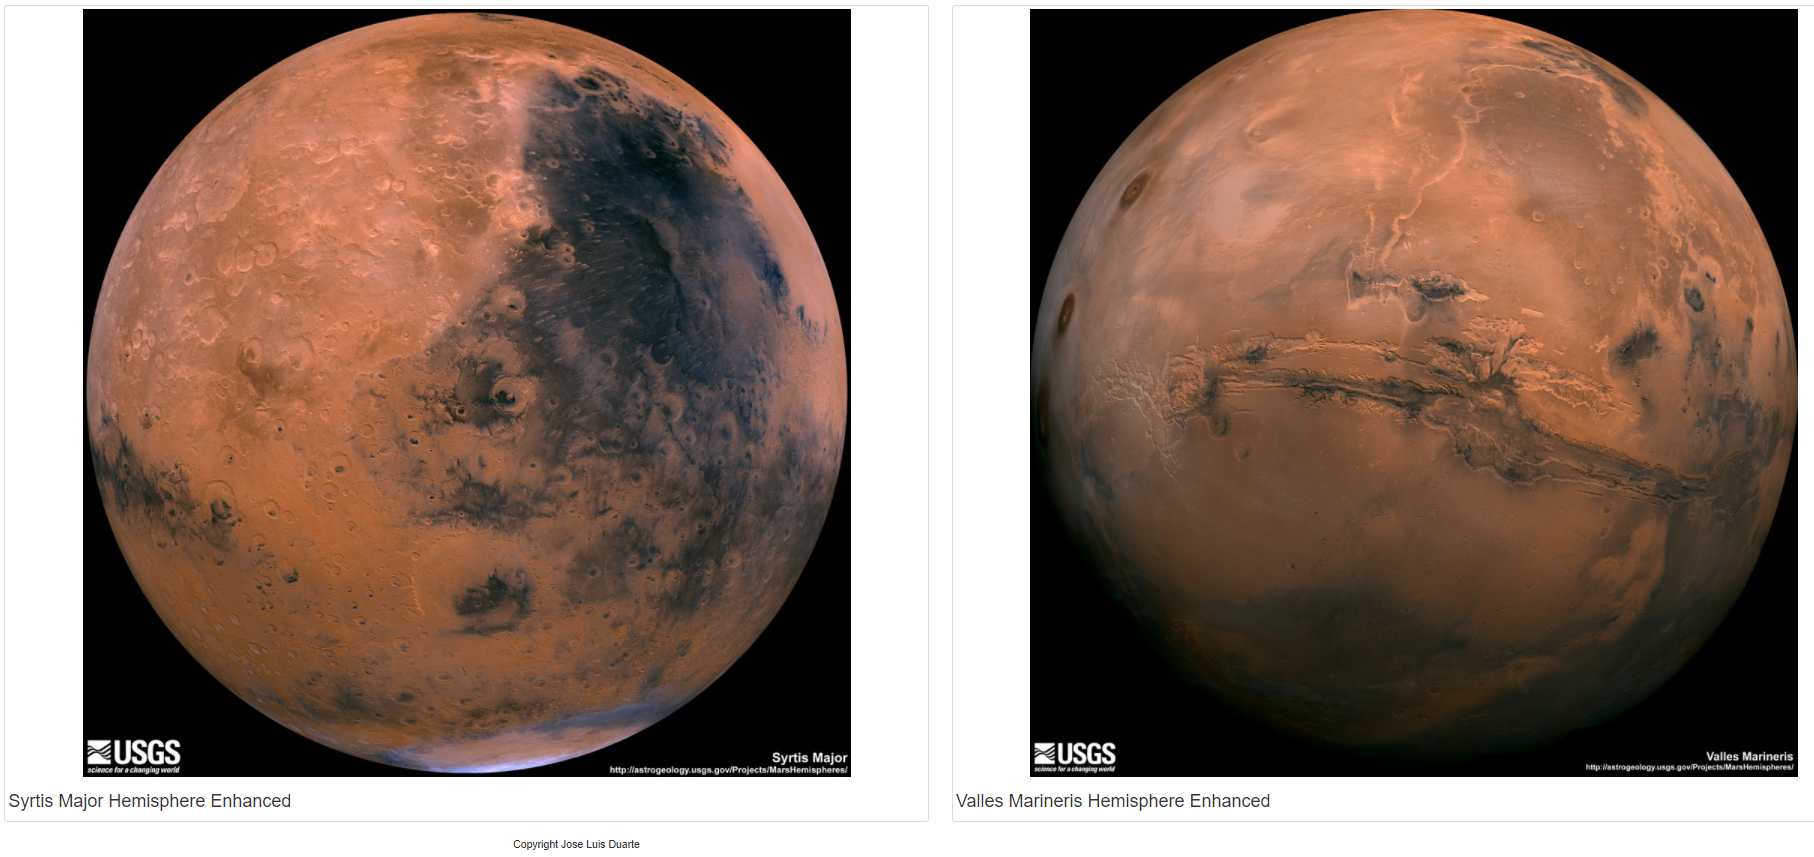 USGS
science for a changing world
Syrtis Major
http://astrogeology.usgs.gov/Projects/MarsHemispheres/
Syrtis Major Hemisphere Enhanced
USGS
science for a changing world
Valles Marineris
http://astrogeology.usgs.gov/Projects/MarsHemispheres/
Valles Marineris Hemisphere Enhanced
Copyright Jose Luis Duarte